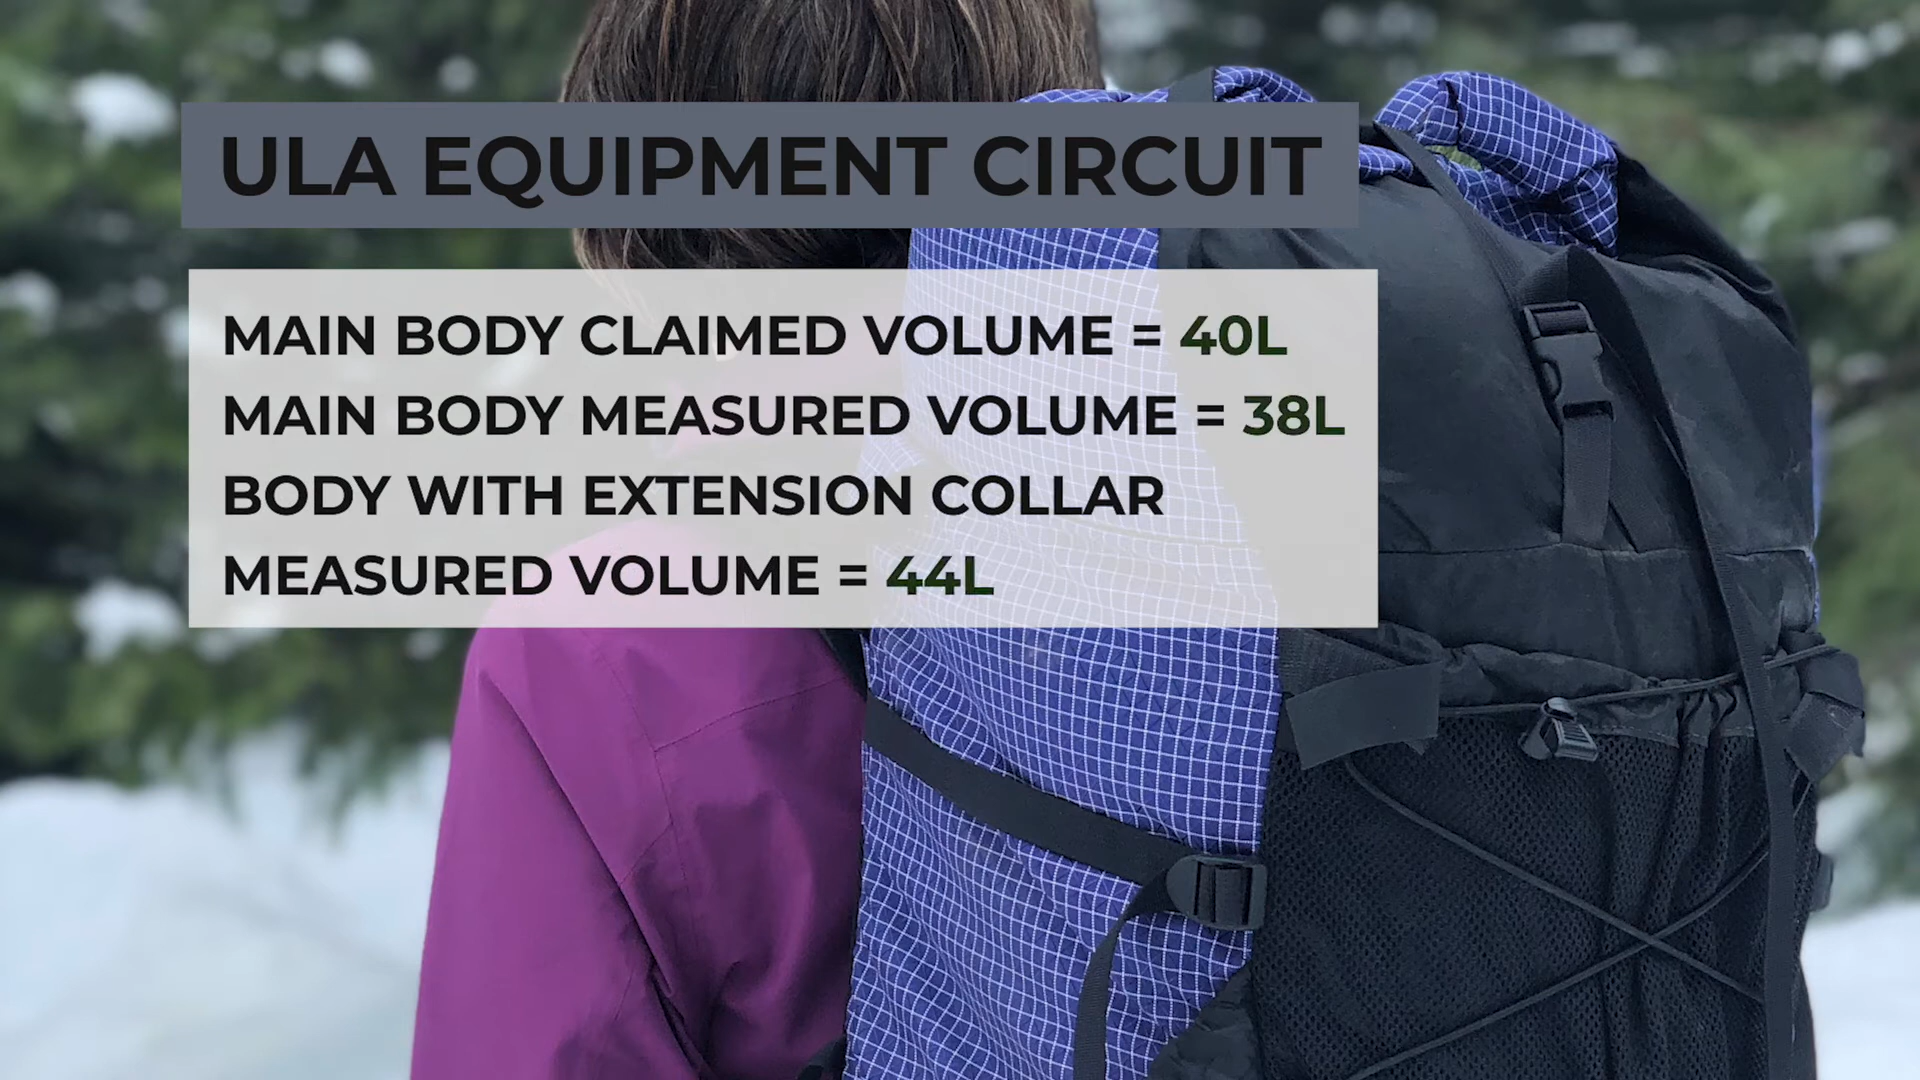 ULA EQUIPMENT CIRCUIT
MAIN BODY CLAIMED VOLUME = 40L
MAIN BODY MEASURED VOLUME = 38L
BODY WITH EXTENSION COLLAR
MEASURED VOLUME = 44L